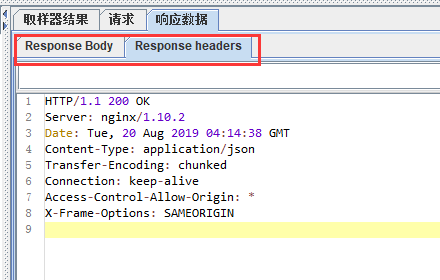 取样器结果 请求 响应数据
Response Body Response headers
1 HTTP/1.1 200 OK
2 Server: nginx/1.10.2
3 Date: Tue, 20 Aug 2019 04:14:38 GMT
4 Content-Type: application/json
5 Transfer-Encoding: chunked
6 Connection: keep-alive
7 Access-Control-Allow-Origin: *
8 X-Frame-Options: SAMEORIGIN
9